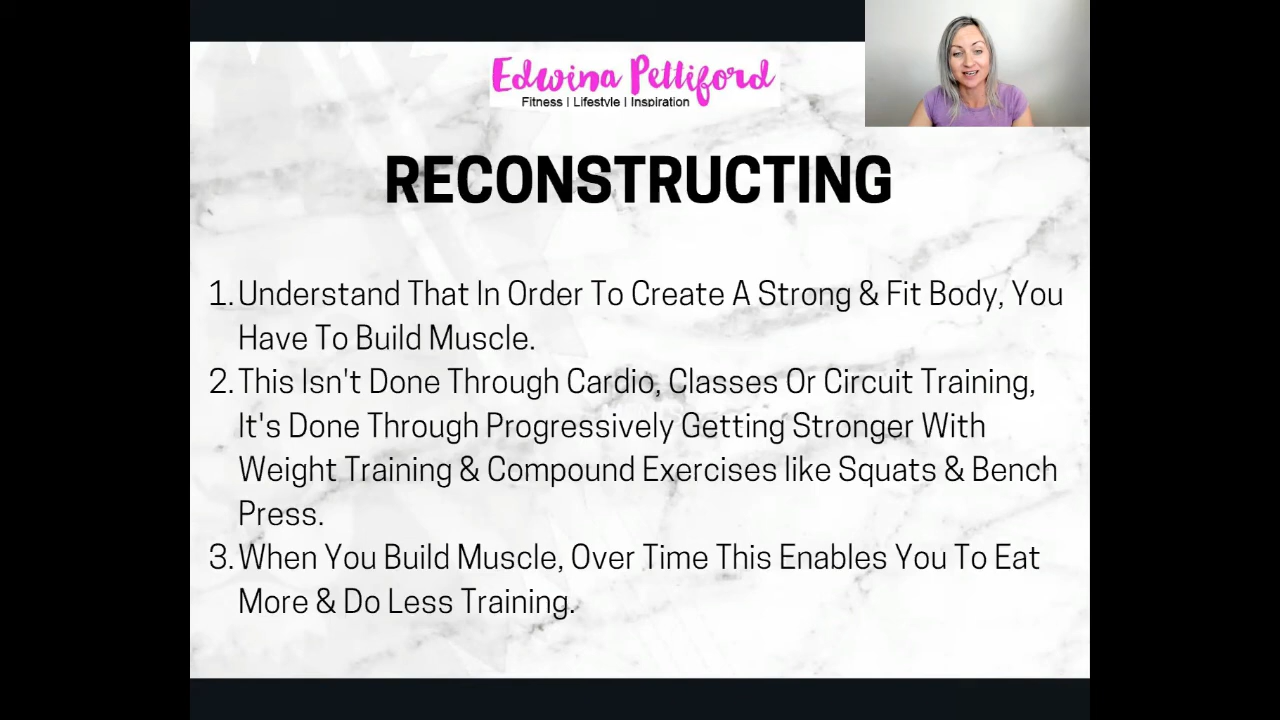 Edwina Pettiford
Fitness | Lifestyle | Inspiration
RECONSTRUCTING
1. Understand That In Order To Create A Strong & Fit Body, You
Have To Build Muscle.
2. This Isn't Done Through Cardio, Classes Or Circuit Training,
It's Done Through Progressively Getting Stronger With
Weight Training & Compound Exercises like Squats & Bench
Press.
3. When You Build Muscle, Over Time This Enables You To Eat
More & Do Less Training.